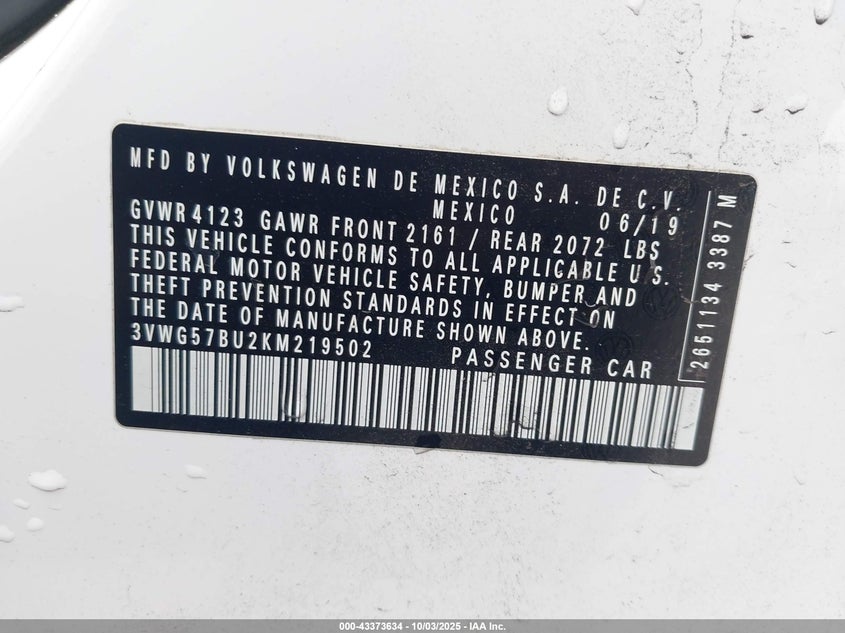 MFD BY VOLKSWAGEN DE MEXICO S.A. DE C.V.
MEXICO 06/19
GVWR 4123 GAWR FRONT 2161 / REAR 2072 LBS
THIS VEHICLE CONFORMS TO ALL APPLICABLE U.S.
FEDERAL MOTOR VEHICLE SAFETY, BUMPER AND
THEFT PREVENTION STANDARDS IN EFFECT ON
THE DATE OF MANUFACTURE SHOWN ABOVE.
3VWG57BU2KM219502 PASSENGER CAR
2651134 3387 M
000-43373634 - 10/03/2025 - © 2025 - IAA Inc.